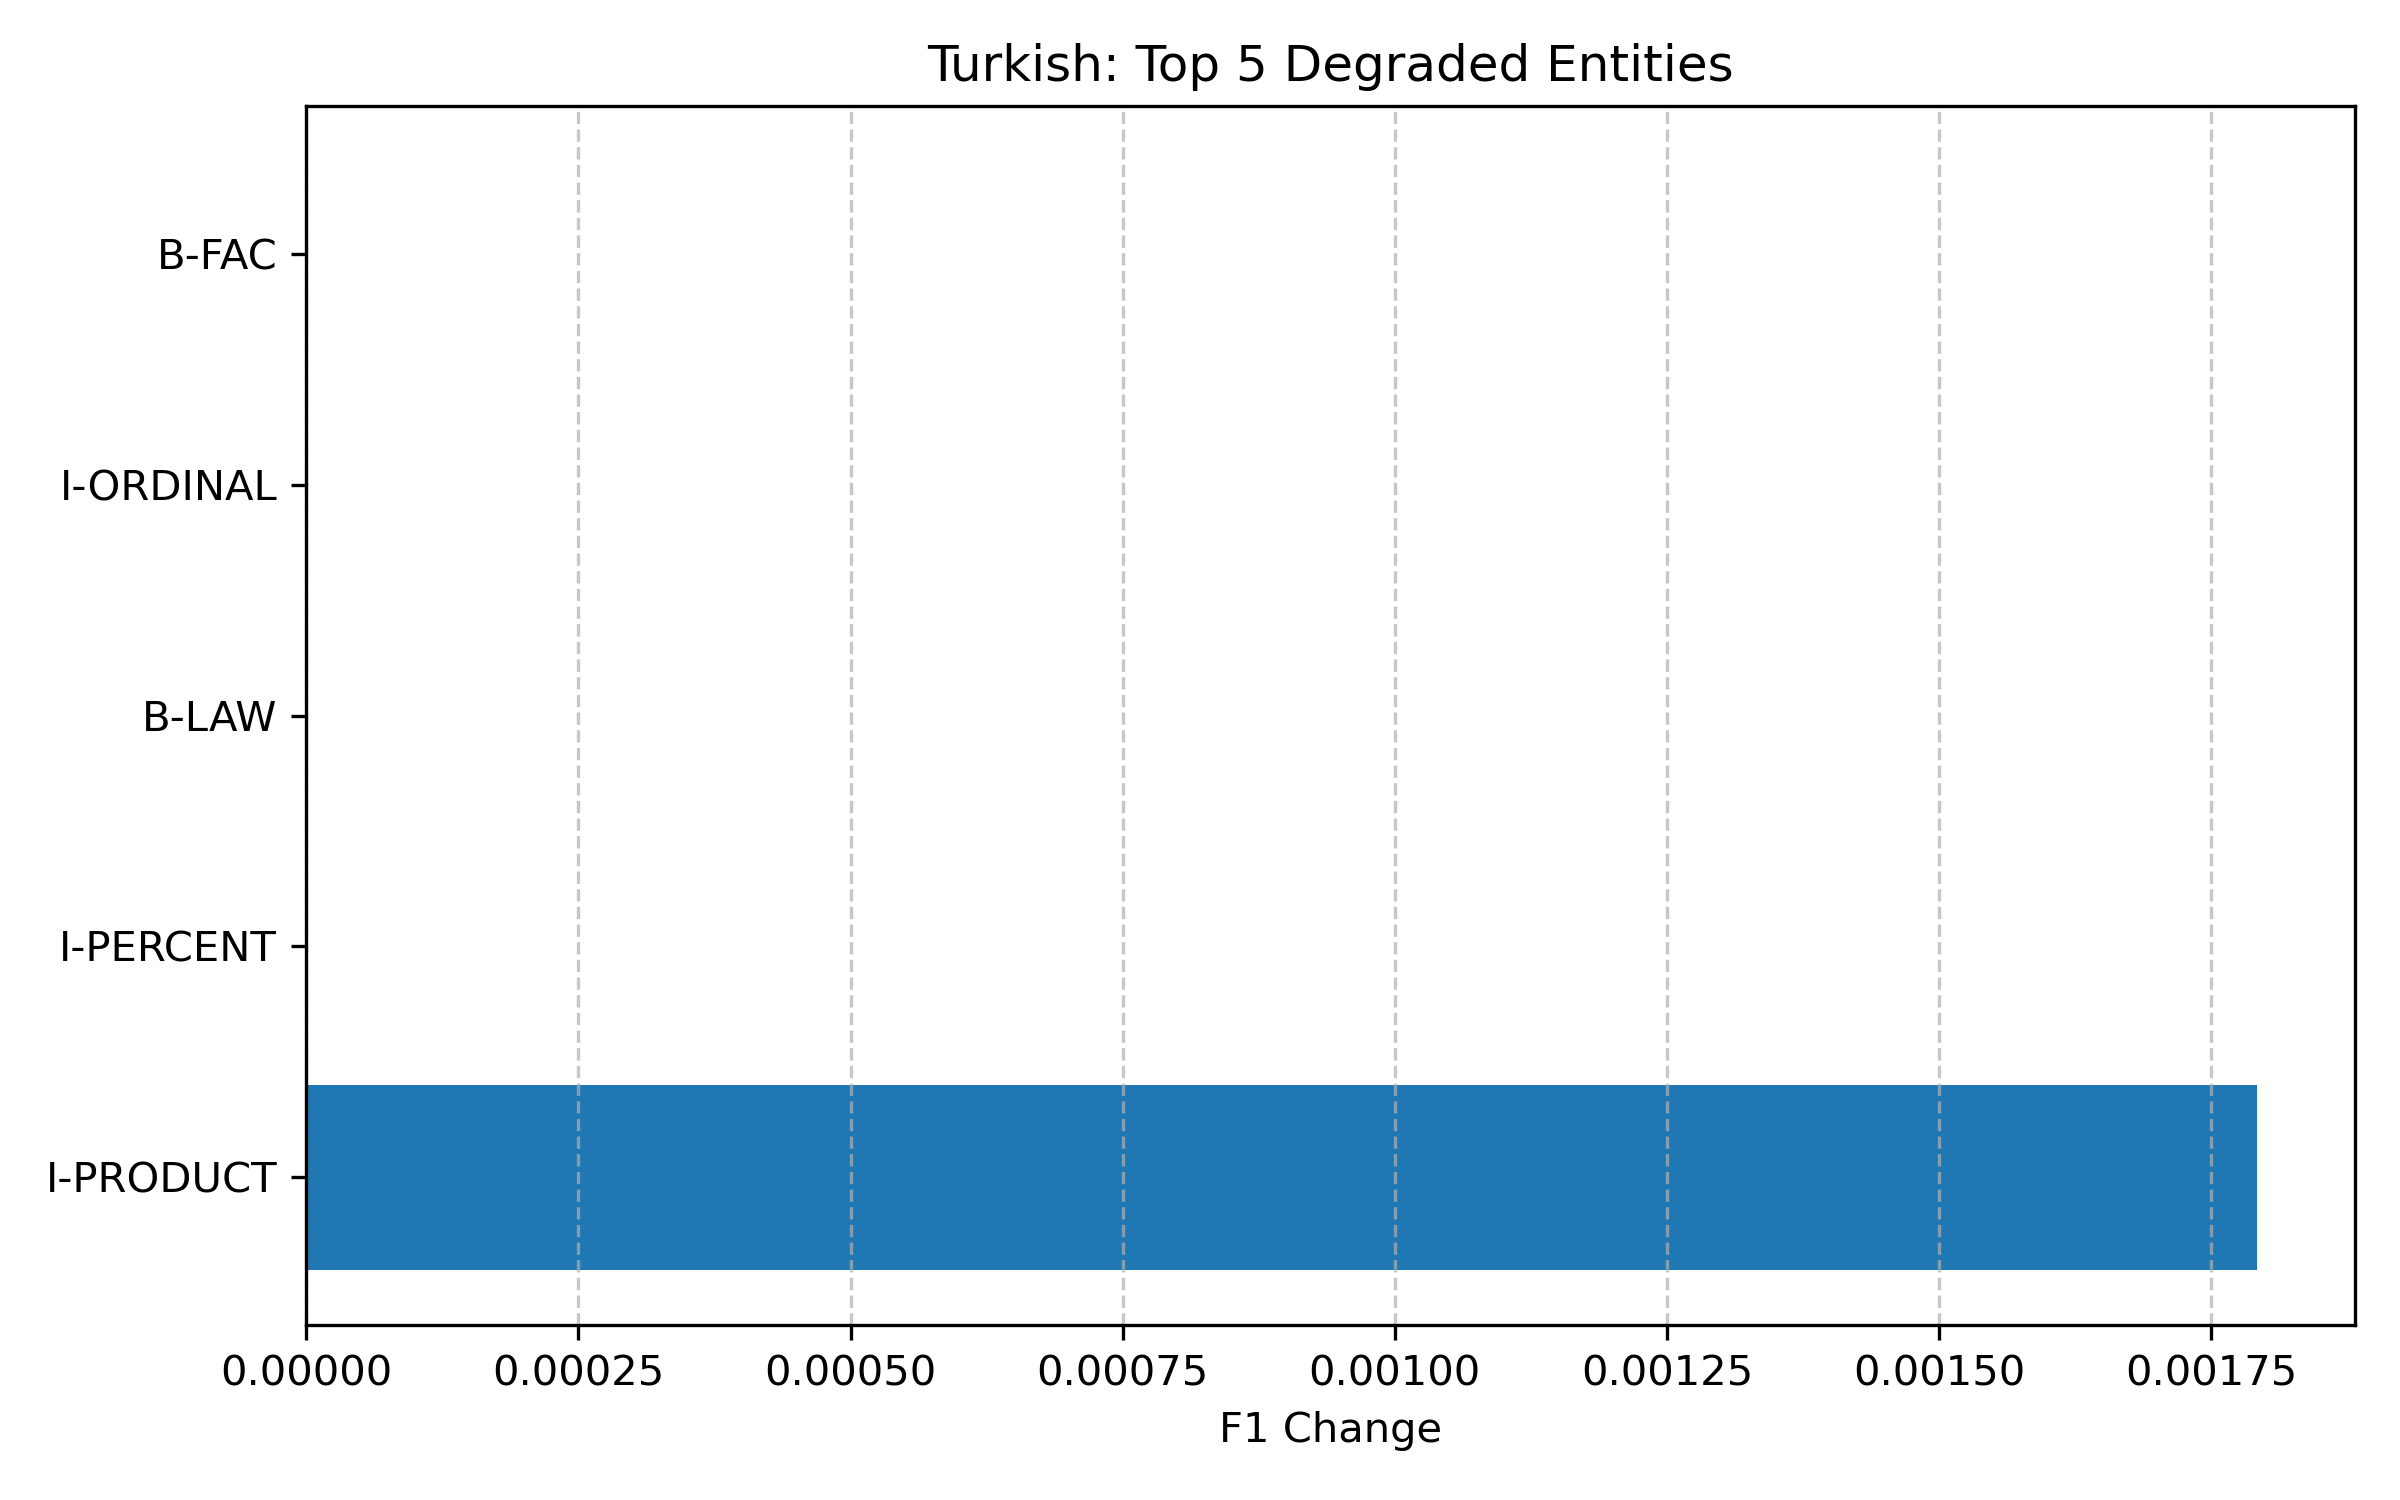 Turkish: Top 5 Degraded Entities
B-FAC
I-ORDINAL
B-LAW
I-PERCENT
I-PRODUCT
0.00000 0.00025 0.00050 0.00075 0.00100 0.00125 0.00150 0.00175
F1 Change